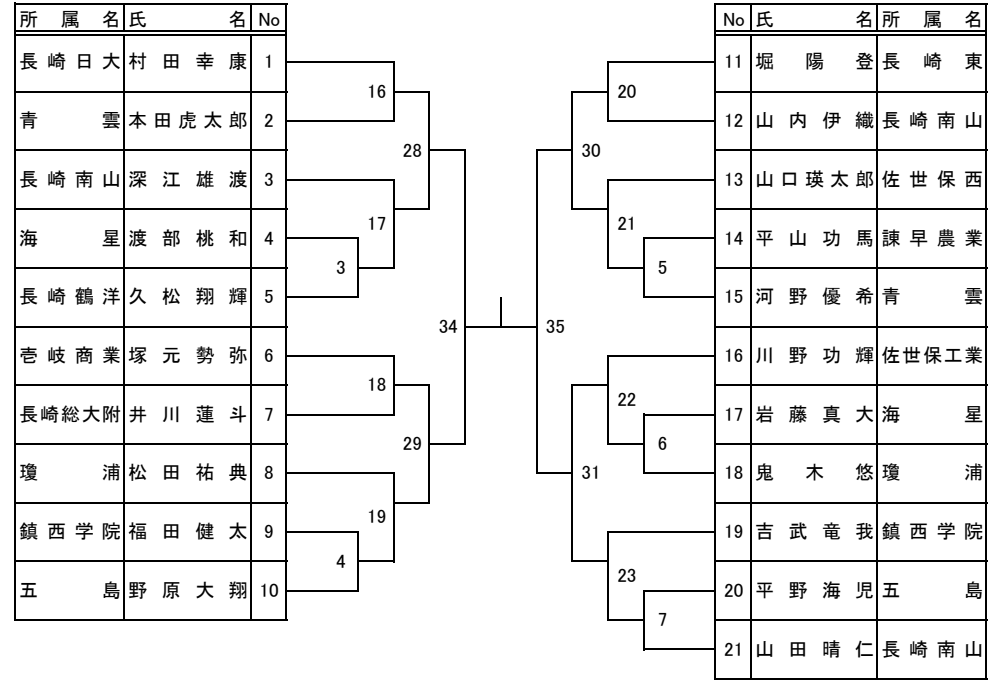 所属名 氏名 No
長崎日大 村田幸康 1
青雲 本田虎太郎 2
長崎南山 深江雄渡 3
海星 渡部桃和 4
長崎鶴洋 久松翔輝 5
壱岐商業 塚元勢弥 6
長崎総大附 井川蓮斗 7
瓊浦 松田祐典 8
鎮西学院 福田健太 9
五島 野原大翔 10
16
28
17
3
34
18
29
19
4
No 氏名 所属名
11 堀陽登 長崎東
12 山内伊織 長崎南山
13 山口瑛太郎 佐世保西
14 平山功馬 諫早農業
15 河野優希 青雲
16 川野功輝 佐世保工業
17 岩藤真大 海星
18 鬼木悠 瓊浦
19 吉武竜我 鎮西学院
20 平野海児 五島
21 山田晴仁 長崎南山
20
30
21
5
35
22
6
31
23
7